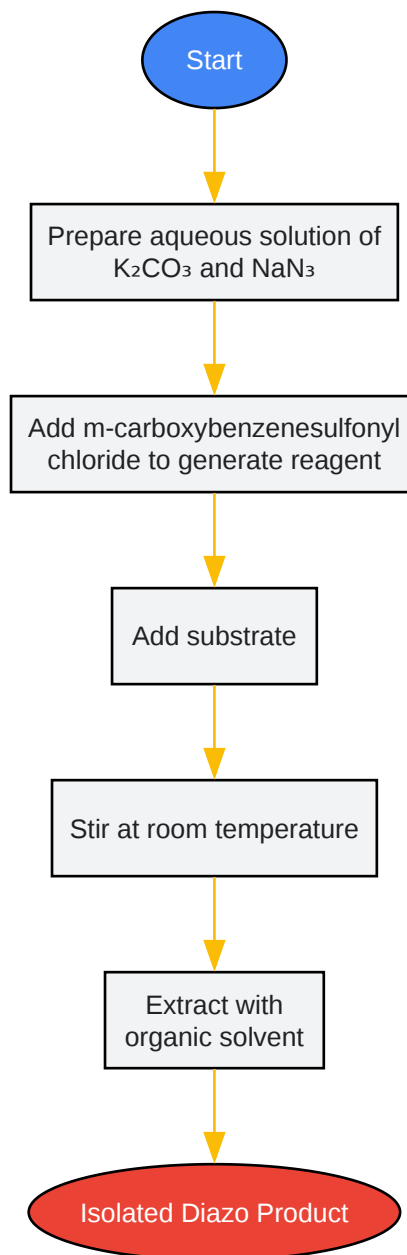 Start
Prepare aqueous solution of
K₂CO₃ and NaN₃
Add m-carboxybenzenesulfonyl
chloride to generate reagent
Add substrate
Stir at room temperature
Extract with
organic solvent
Isolated Diazo Product